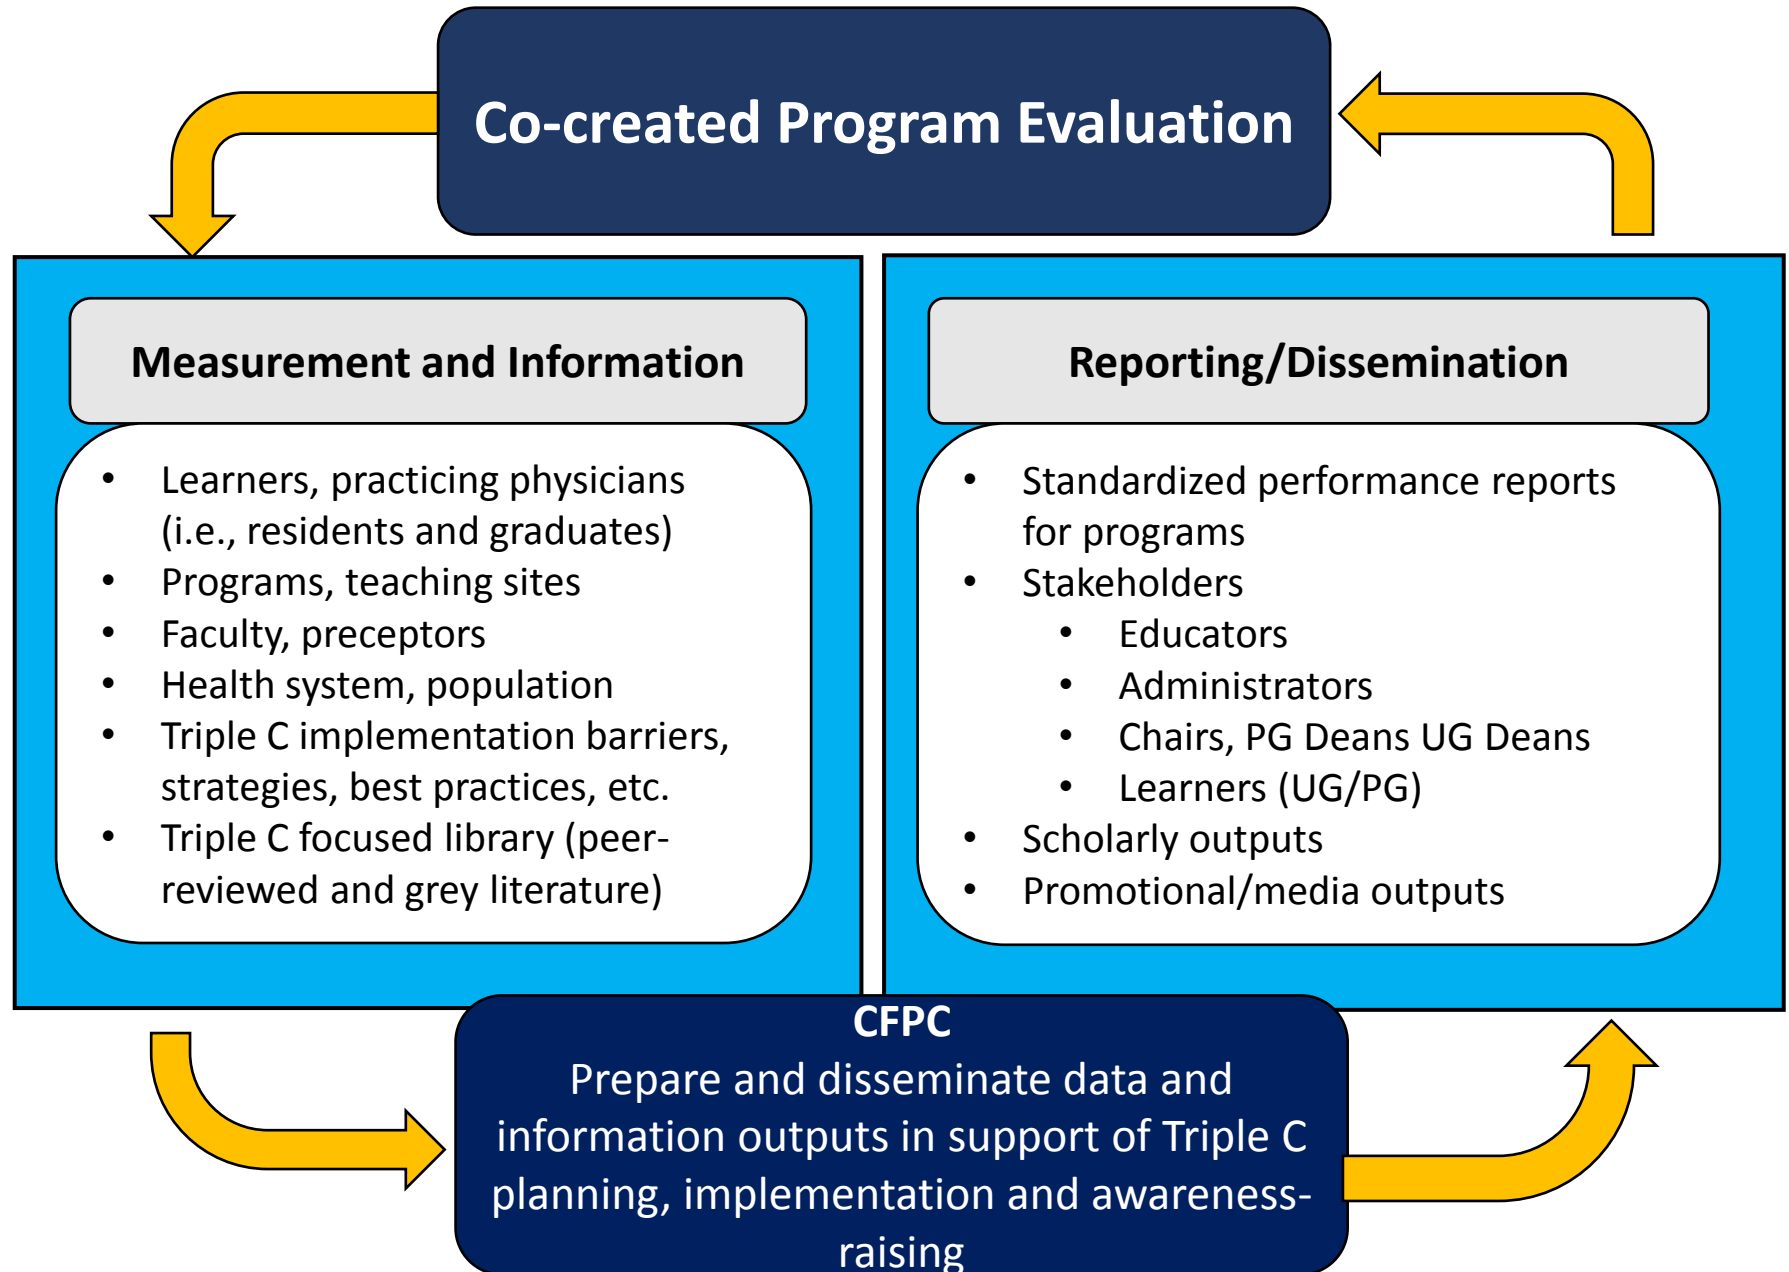 Co-created Program Evaluation
Measurement and Information
• Learners, practicing physicians
(i.e., residents and graduates)
• Programs, teaching sites
• Faculty, preceptors
• Health system, population
• Triple C implementation barriers,
strategies, best practices, etc.
• Triple C focused library (peer-
reviewed and grey literature)
Reporting/Dissemination
• Standardized performance reports
for programs
• Stakeholders
• Educators
• Administrators
• Chairs, PG Deans UG Deans
• Learners (UG/PG)
• Scholarly outputs
• Promotional/media outputs
CFPC
Prepare and disseminate data and
information outputs in support of Triple C
planning, implementation and awareness-
raising